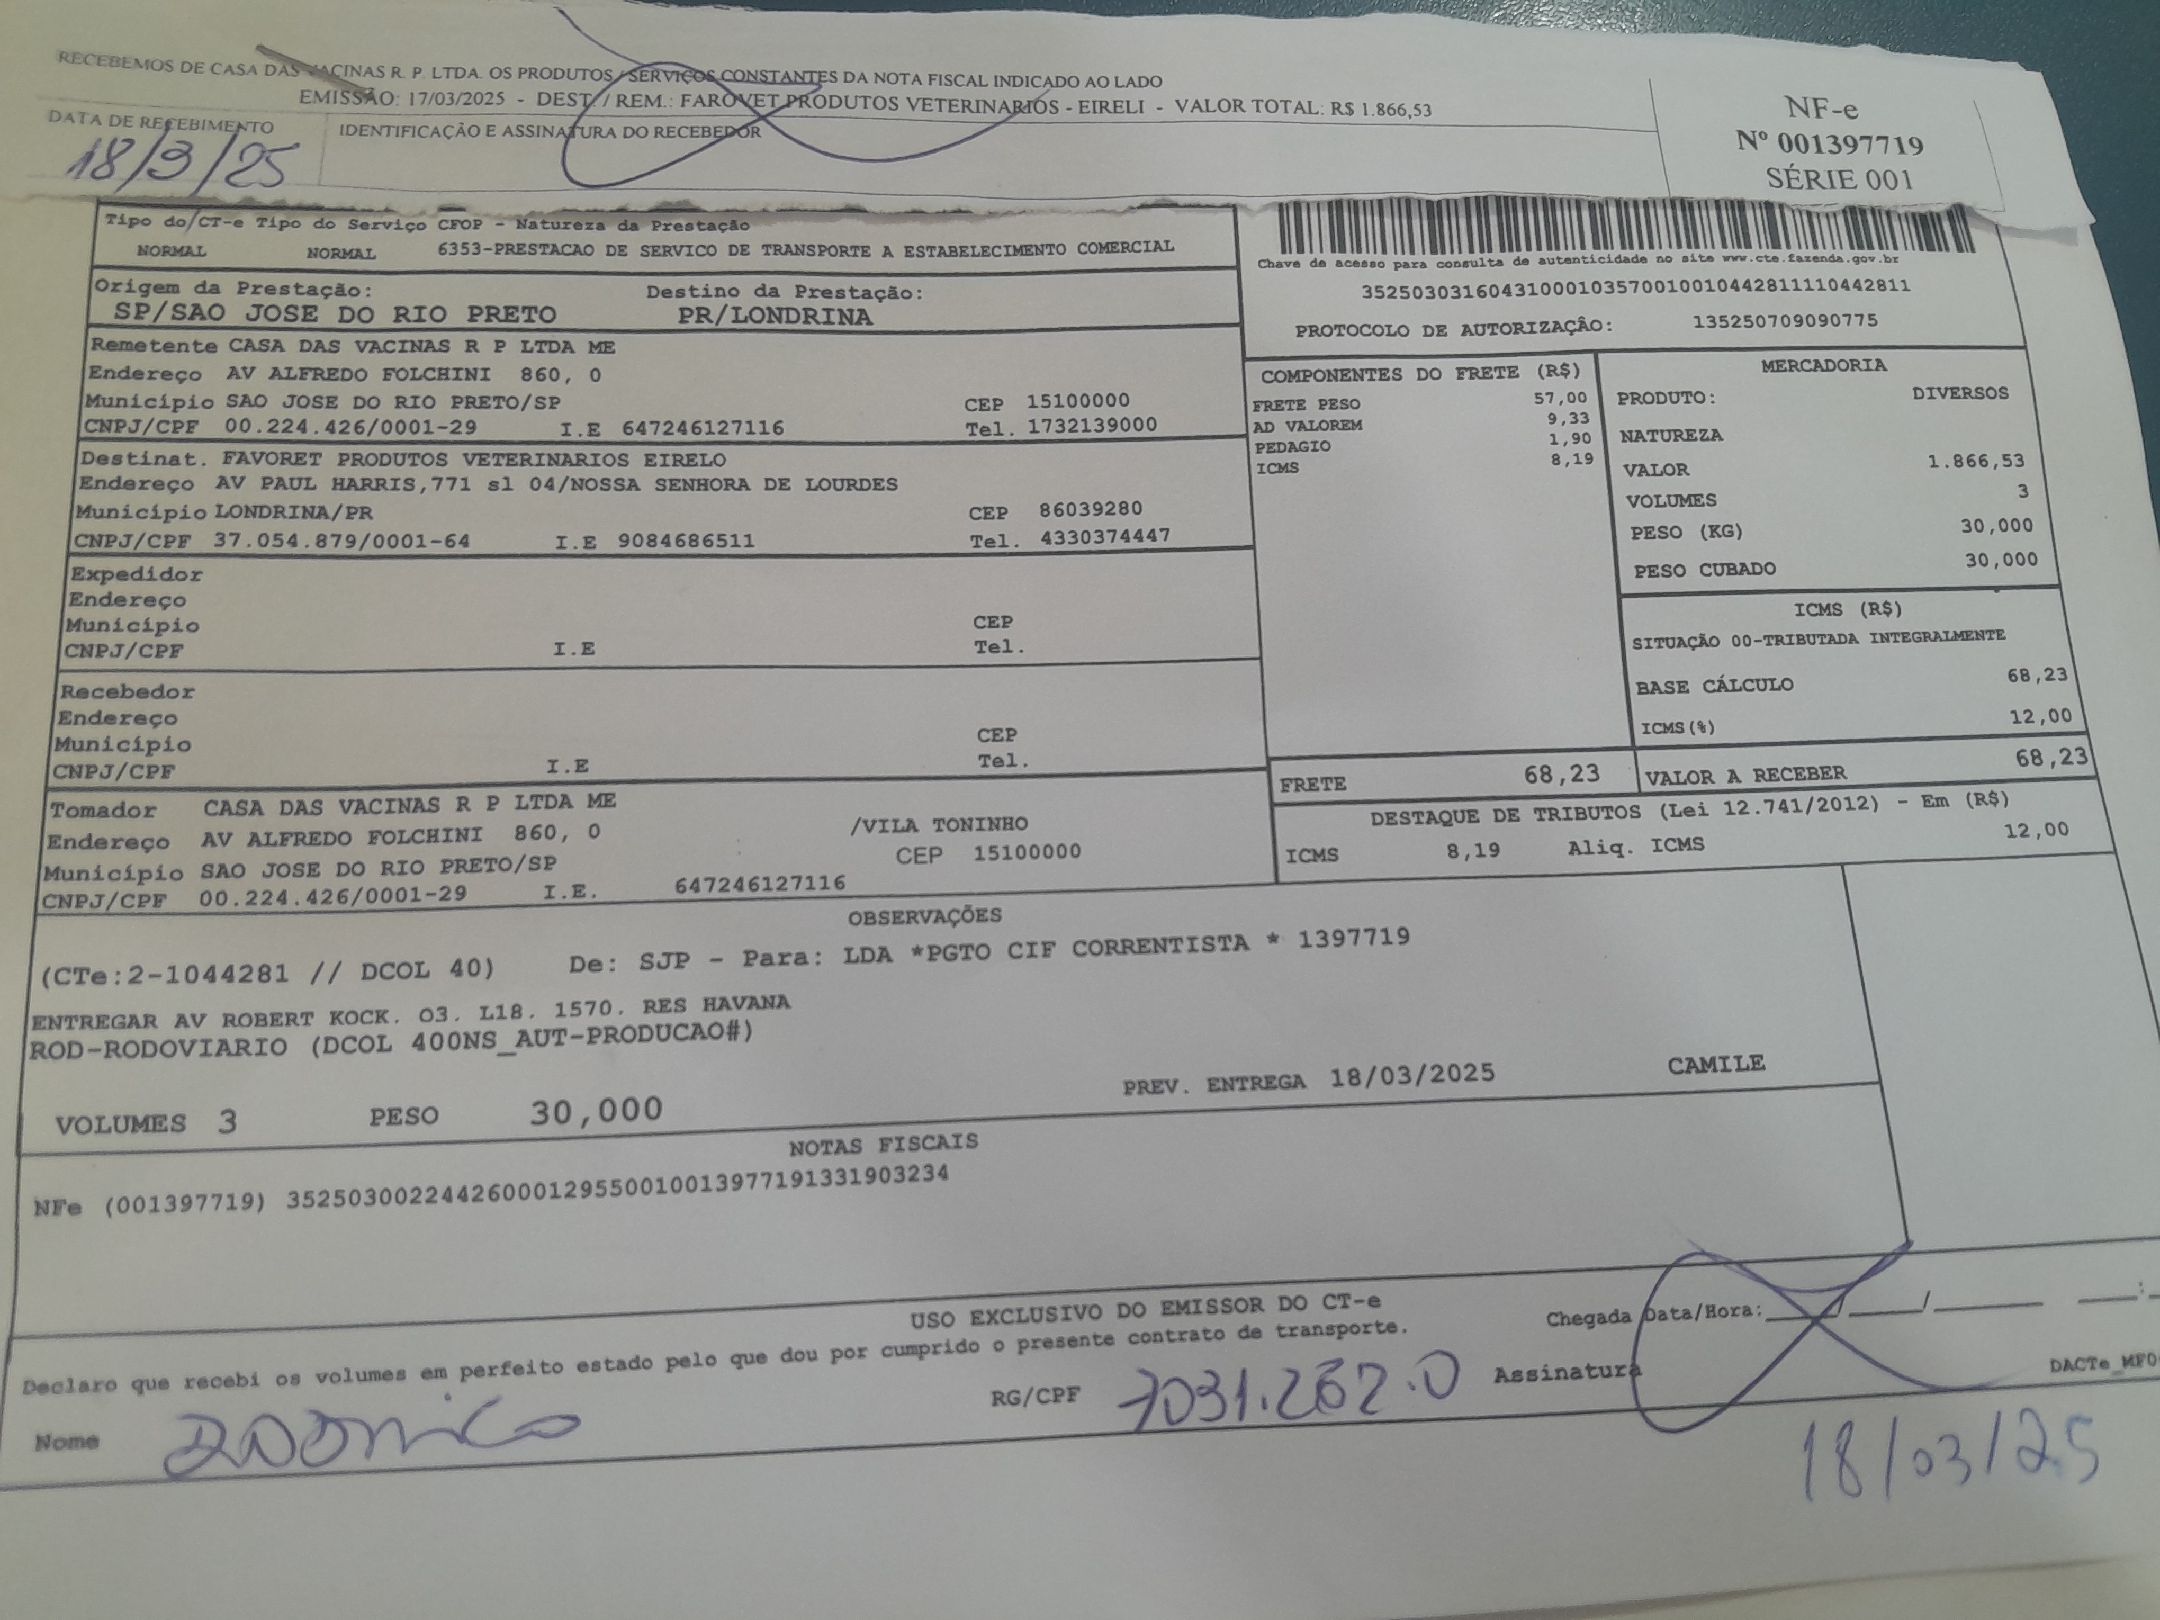 RECEBEMOS DE CASA DAS VACINAS R. P. LTDA. OS PRODUTOS / SERVIÇOS CONSTANTES DA NOTA FISCAL INDICADO AO LADO
EMISSÃO: 17/03/2025 - DEST. / REM.: FAROVET PRODUTOS VETERINARIOS - EIRELI - VALOR TOTAL: R$ 1.866,53
DATA DE RECEBIMENTO IDENTIFICAÇÃO E ASSINATURA DO RECEBEDOR
18/3/25
NF-e
Nº 001397719
SÉRIE 001
Tipo do/CT-e Tipo do Serviço CFOP - Natureza da Prestação
NORMAL NORMAL 6353-PRESTACAO DE SERVICO DE TRANSPORTE A ESTABELECIMENTO COMERCIAL
Origem da Prestação: Destino da Prestação:
SP/SAO JOSE DO RIO PRETO PR/LONDRINA
Chave de acesso para consulta de autenticidade no site www.cte.fazenda.gov.br
35250303160431000103570010010442811110442811
PROTOCOLO DE AUTORIZAÇÂO: 135250709090775
Remetente CASA DAS VACINAS R P LTDA ME
Endereço AV ALFREDO FOLCHINI 860, 0
Município SAO JOSE DO RIO PRETO/SP CEP 15100000
CNPJ/CPF 00.224.426/0001-29 I.E 647246127116 Tel. 1732139000
Destinat. FAVORET PRODUTOS VETERINARIOS EIRELO
Endereço AV PAUL HARRIS,771 sl 04/NOSSA SENHORA DE LOURDES
Município LONDRINA/PR CEP 86039280
CNPJ/CPF 37.054.879/0001-64 I.E 9084686511 Tel. 4330374447
Expedidor
Endereço
Município CEP
CNPJ/CPF I.E Tel.
Recebedor
Endereço
Município CEP
CNPJ/CPF I.E Tel.
Tomador CASA DAS VACINAS R P LTDA ME
Endereço AV ALFREDO FOLCHINI 860, 0 /VILA TONINHO
Município SAO JOSE DO RIO PRETO/SP CEP 15100000
CNPJ/CPF 00.224.426/0001-29 I.E. 647246127116
COMPONENTES DO FRETE (R$)
FRETE PESO 57,00
AD VALOREM 9,33
PEDAGIO 1,90
ICMS 8,19
MERCADORIA
PRODUTO: DIVERSOS
NATUREZA
VALOR 1.866,53
VOLUMES 3
PESO (KG) 30,000
PESO CUBADO 30,000
ICMS (R$)
SITUAÇÃO 00-TRIBUTADA INTEGRALMENTE
BASE CÁLCULO 68,23
ICMS(%) 12,00
FRETE 68,23 VALOR A RECEBER 68,23
DESTAQUE DE TRIBUTOS (Lei 12.741/2012) - Em (R$)
ICMS 8,19 Aliq. ICMS 12,00
OBSERVAÇÕES
(CTe:2-1044281 // DCOL 40) De: SJP - Para: LDA *PGTO CIF CORRENTISTA * 1397719
ENTREGAR AV ROBERT KOCK. O3. L18. 1570. RES HAVANA
ROD-RODOVIARIO (DCOL 400NS_AUT-PRODUCAO#)
VOLUMES 3 PESO 30,000 PREV. ENTREGA 18/03/2025 CAMILE
NOTAS FISCAIS
NFe (001397719) 35250300224426000129550010013977191331903234
USO EXCLUSIVO DO EMISSOR DO CT-e
Declaro que recebi os volumes em perfeito estado pelo que dou por cumprido o presente contrato de transporte. Chegada Data/Hora:____/____/______ ___:_
Nome RG/CPF 7031.262.0 Assinatura DACTe_MF0
18/03/25